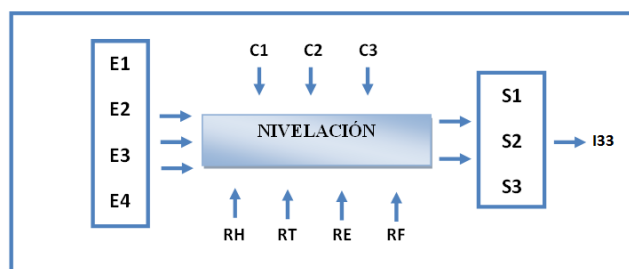 C1 C2 C3
E1
E2
E3
E4
NIVELACIÓN
S1
S2
S3
I33
RH RT RE RF